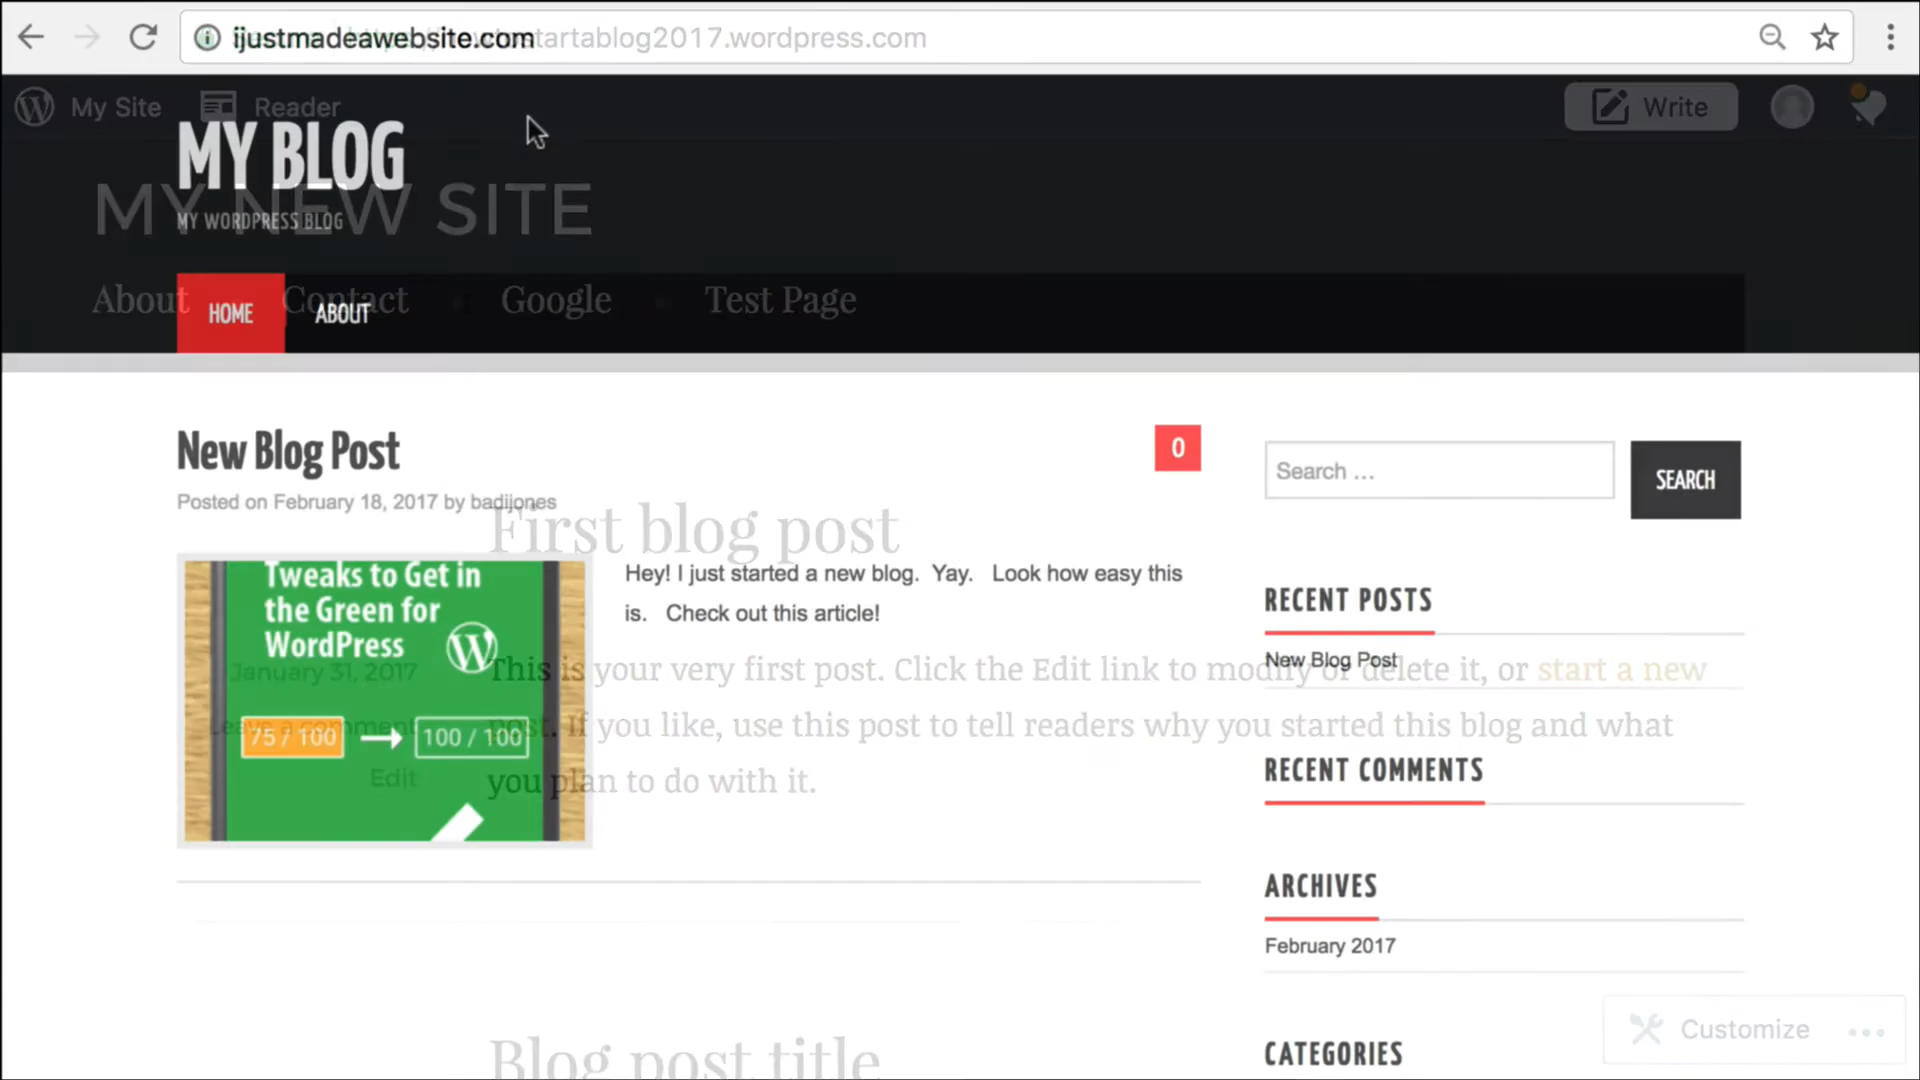 ijustmadeawebsite.com
startablog2017.wordpress.com
My Site
Reader
Write
MY BLOG
MY NEW SITE
MY WORDPRESS BLOG
About
Contact
Google
Test Page
HOME
ABOUT
New Blog Post
0
Posted on February 18, 2017 by badijones
Search ...
SEARCH
First blog post
Hey! I just started a new blog. Yay. Look how easy this
is. Check out this article!
Tweaks to Get in
the Green for
WordPress
75 / 100
100 / 100
January 31, 2017
Leave a comment
Edit
This is your very first post. Click the Edit link to modify or delete it, or start a new
post. If you like, use this post to tell readers why you started this blog and what
you plan to do with it.
RECENT POSTS
New Blog Post
RECENT COMMENTS
ARCHIVES
February 2017
CATEGORIES
Customize
Blog post title